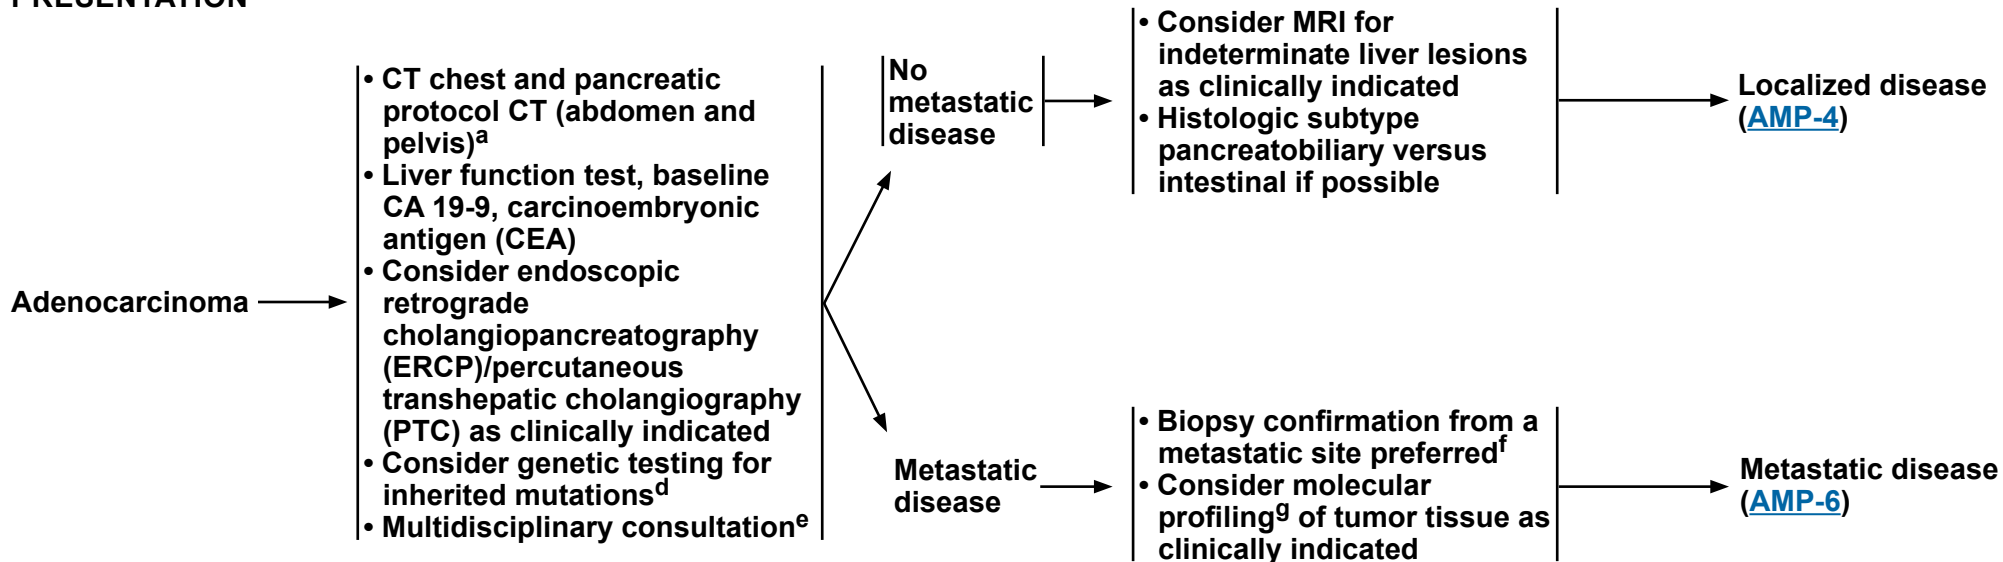 PRESENTATION
Adenocarcinoma
• CT chest and pancreatic
protocol CT (abdomen and
pelvis)a
• Liver function test, baseline
CA 19-9, carcinoembryonic
antigen (CEA)
• Consider endoscopic
retrograde
cholangiopancreatography
(ERCP)/percutaneous
transhepatic cholangiography
(PTC) as clinically indicated
• Consider genetic testing for
inherited mutationsd
• Multidisciplinary consultatione
No
metastatic
disease
• Consider MRI for
indeterminate liver lesions
as clinically indicated
• Histologic subtype
pancreatobiliary versus
intestinal if possible
Localized disease
(AMP-4)
Metastatic
disease
• Biopsy confirmation from a
metastatic site preferredf
• Consider molecular
profilingg of tumor tissue as
clinically indicated
Metastatic disease
(AMP-6)